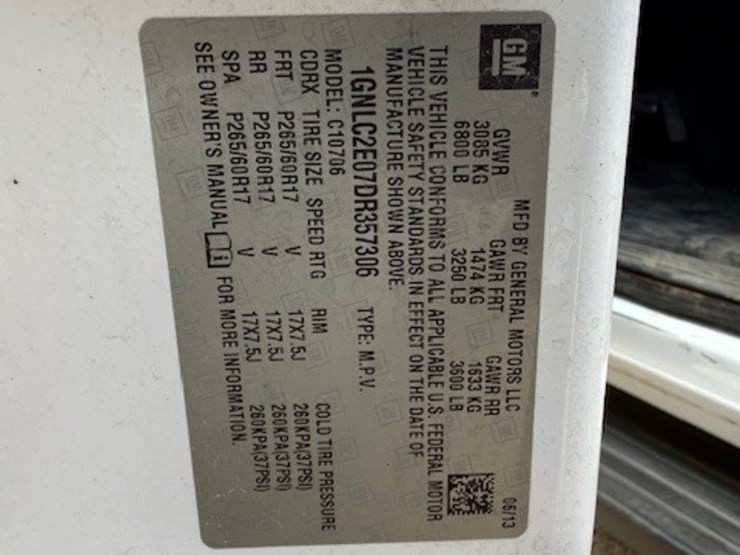 GM
MFD BY GENERAL MOTORS LLC 05/13
GVWR GAWR FRT GAWR RR
3085 KG 1474 KG 1633 KG
6800 LB 3250 LB 3600 LB
THIS VEHICLE CONFORMS TO ALL APPLICABLE U.S. FEDERAL MOTOR
VEHICLE SAFETY STANDARDS IN EFFECT ON THE DATE OF
MANUFACTURE SHOWN ABOVE.
1GNLC2E07DR357306 TYPE: M.P.V.
MODEL: C10706
CDRX TIRE SIZE SPEED RTG RIM COLD TIRE PRESSURE
FRT P265/60R17 V 17X7.5J 260KPA(37PSI)
RR P265/60R17 V 17X7.5J 260KPA(37PSI)
SPA P265/60R17 V 17X7.5J 260KPA(37PSI)
SEE OWNER'S MANUAL FOR MORE INFORMATION.